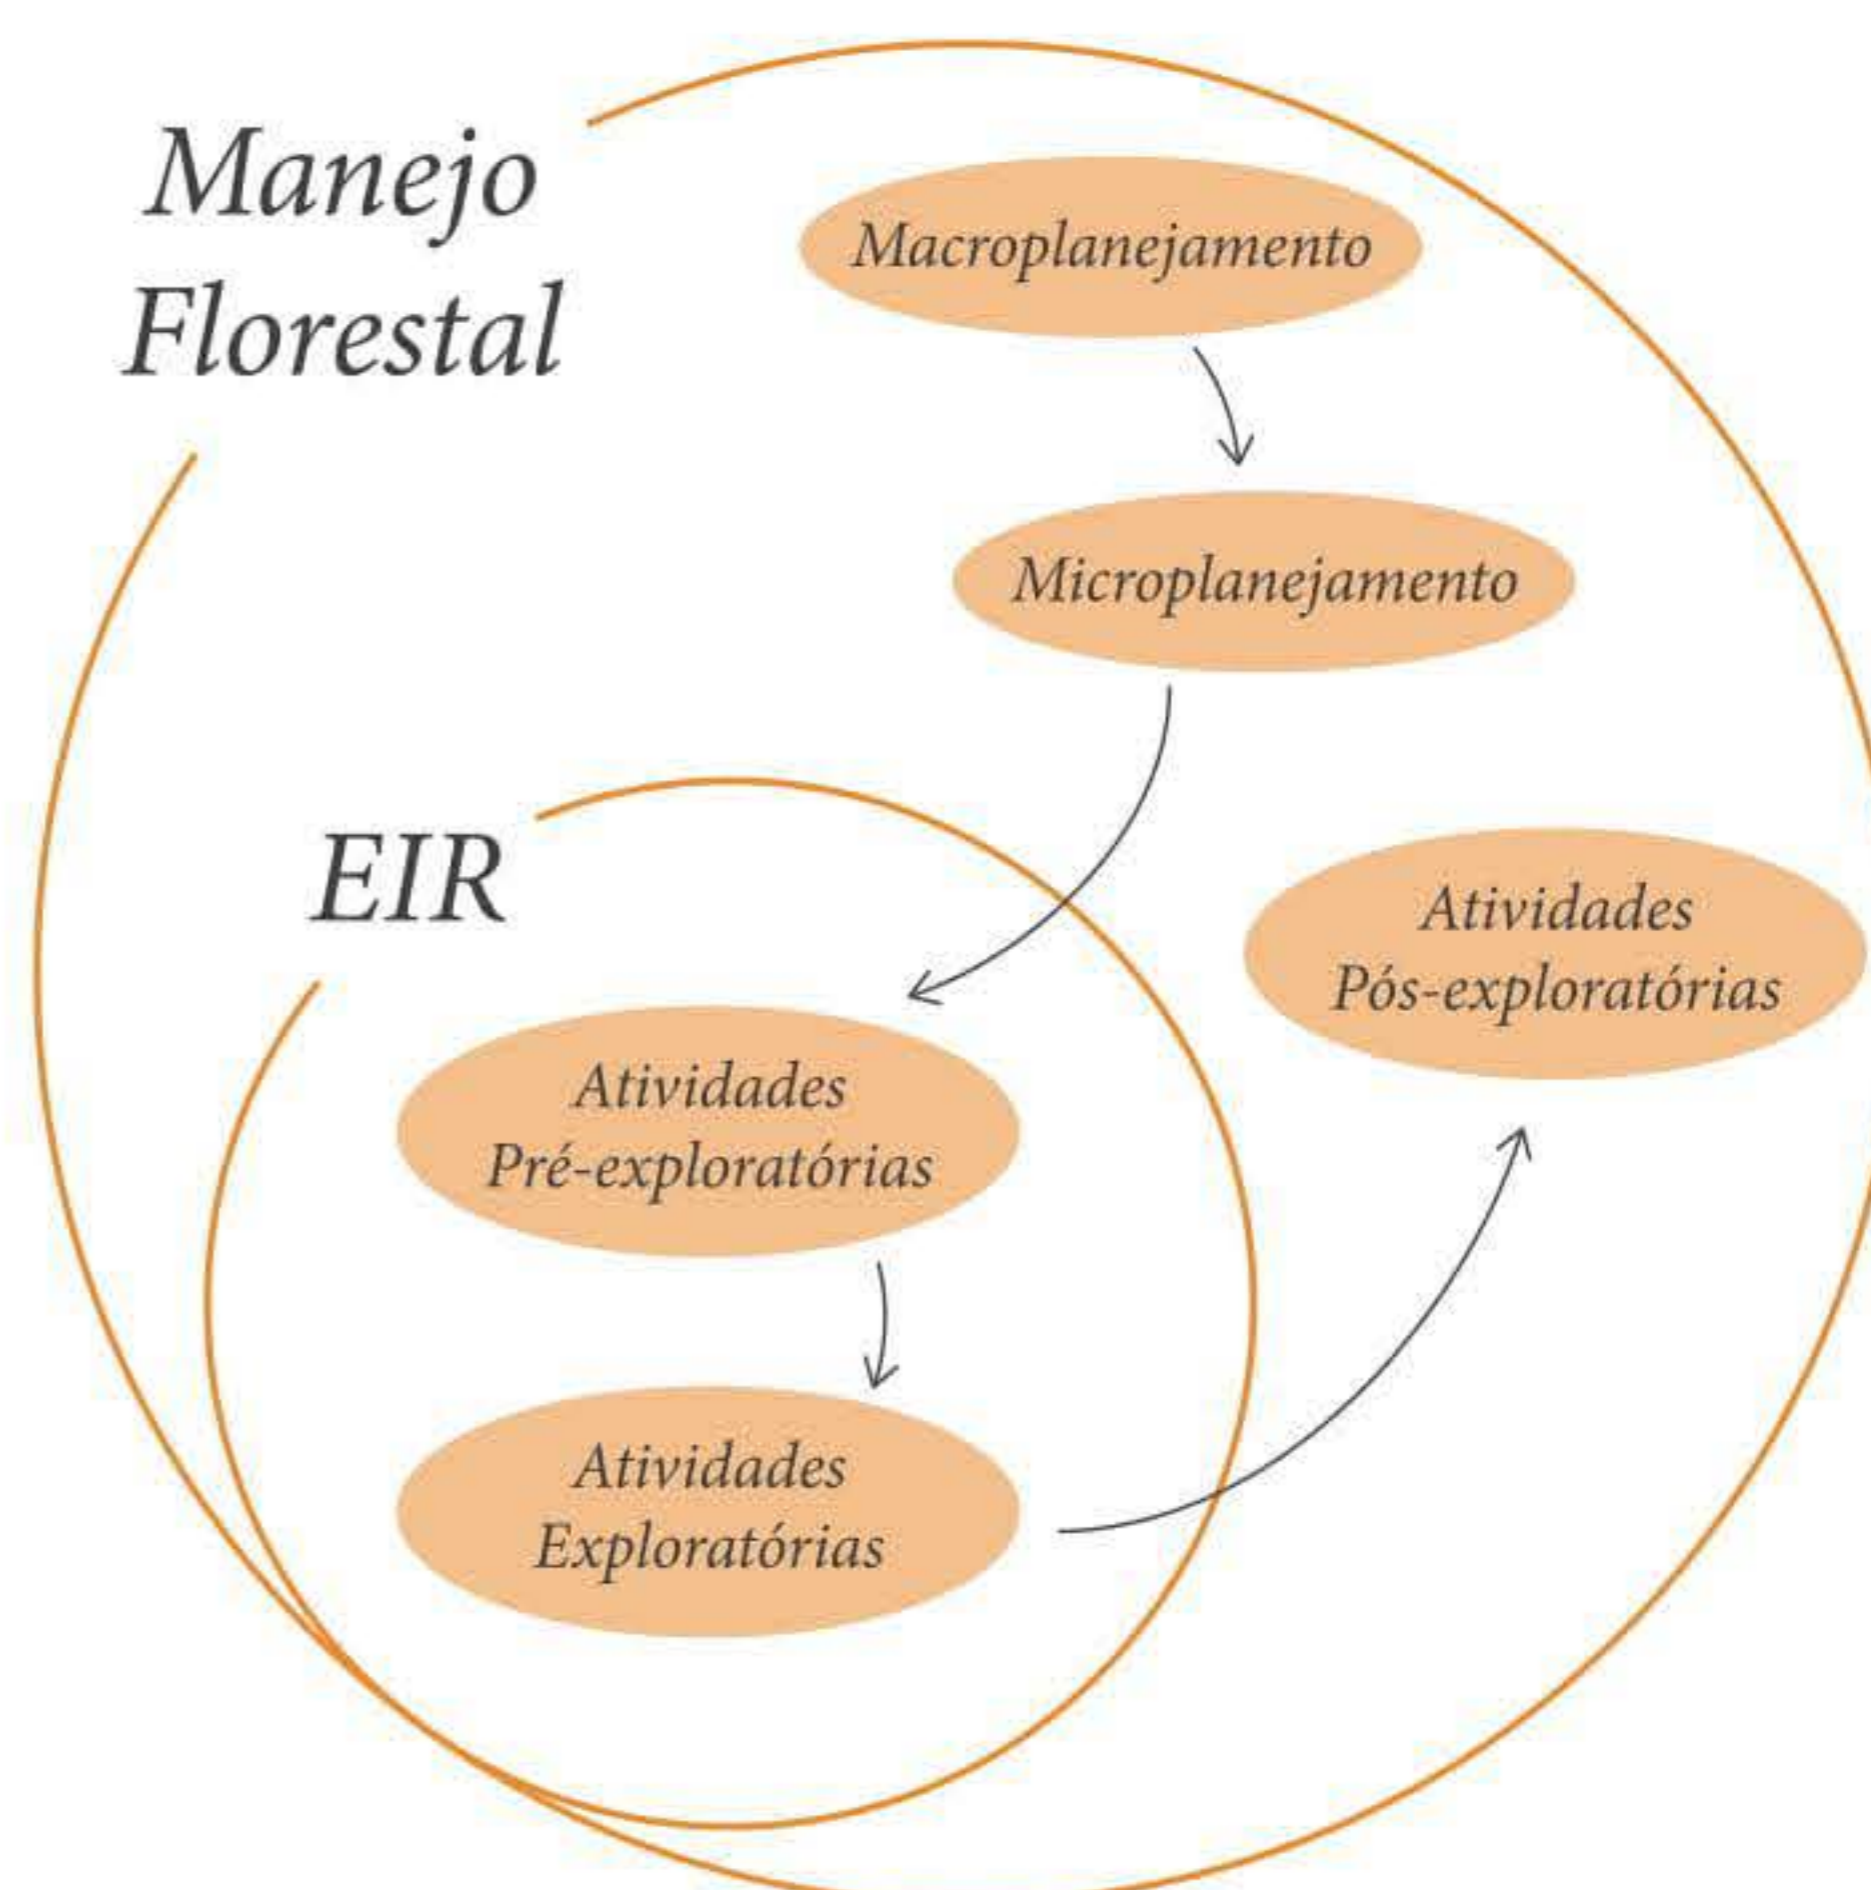 Manejo
Florestal
Macroplanejamento
Microplanejamento
EIR
Atividades
Pós-exploratórias
Atividades
Pré-exploratórias
Atividades
Exploratórias